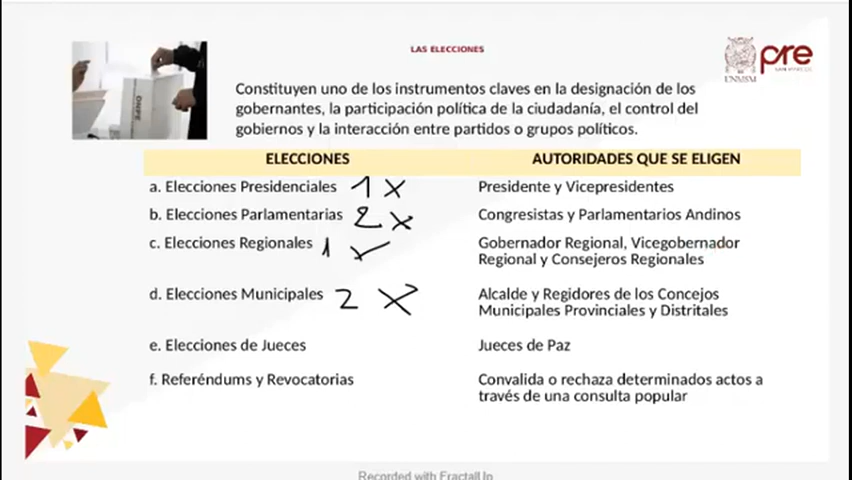 LAS ELECCIONES
pre
UNMSM
ONPE
Constituyen uno de los instrumentos claves en la designación de los
gobernantes, la participación política de la ciudadanía, el control del
gobiernos y la interacción entre partidos o grupos políticos.
ELECCIONES AUTORIDADES QUE SE ELIGEN
a. Elecciones Presidenciales 1 X Presidente y Vicepresidentes
b. Elecciones Parlamentarias 2 X Congresistas y Parlamentarios Andinos
c. Elecciones Regionales 1 Gobernador Regional, Vicegobernador
Regional y Consejeros Regionales
d. Elecciones Municipales 2 X Alcalde y Regidores de los Concejos
Municipales Provinciales y Distritales
e. Elecciones de Jueces Jueces de Paz
f. Referéndums y Revocatorias Convalida o rechaza determinados actos a
través de una consulta popular
Recorded with Fractallp